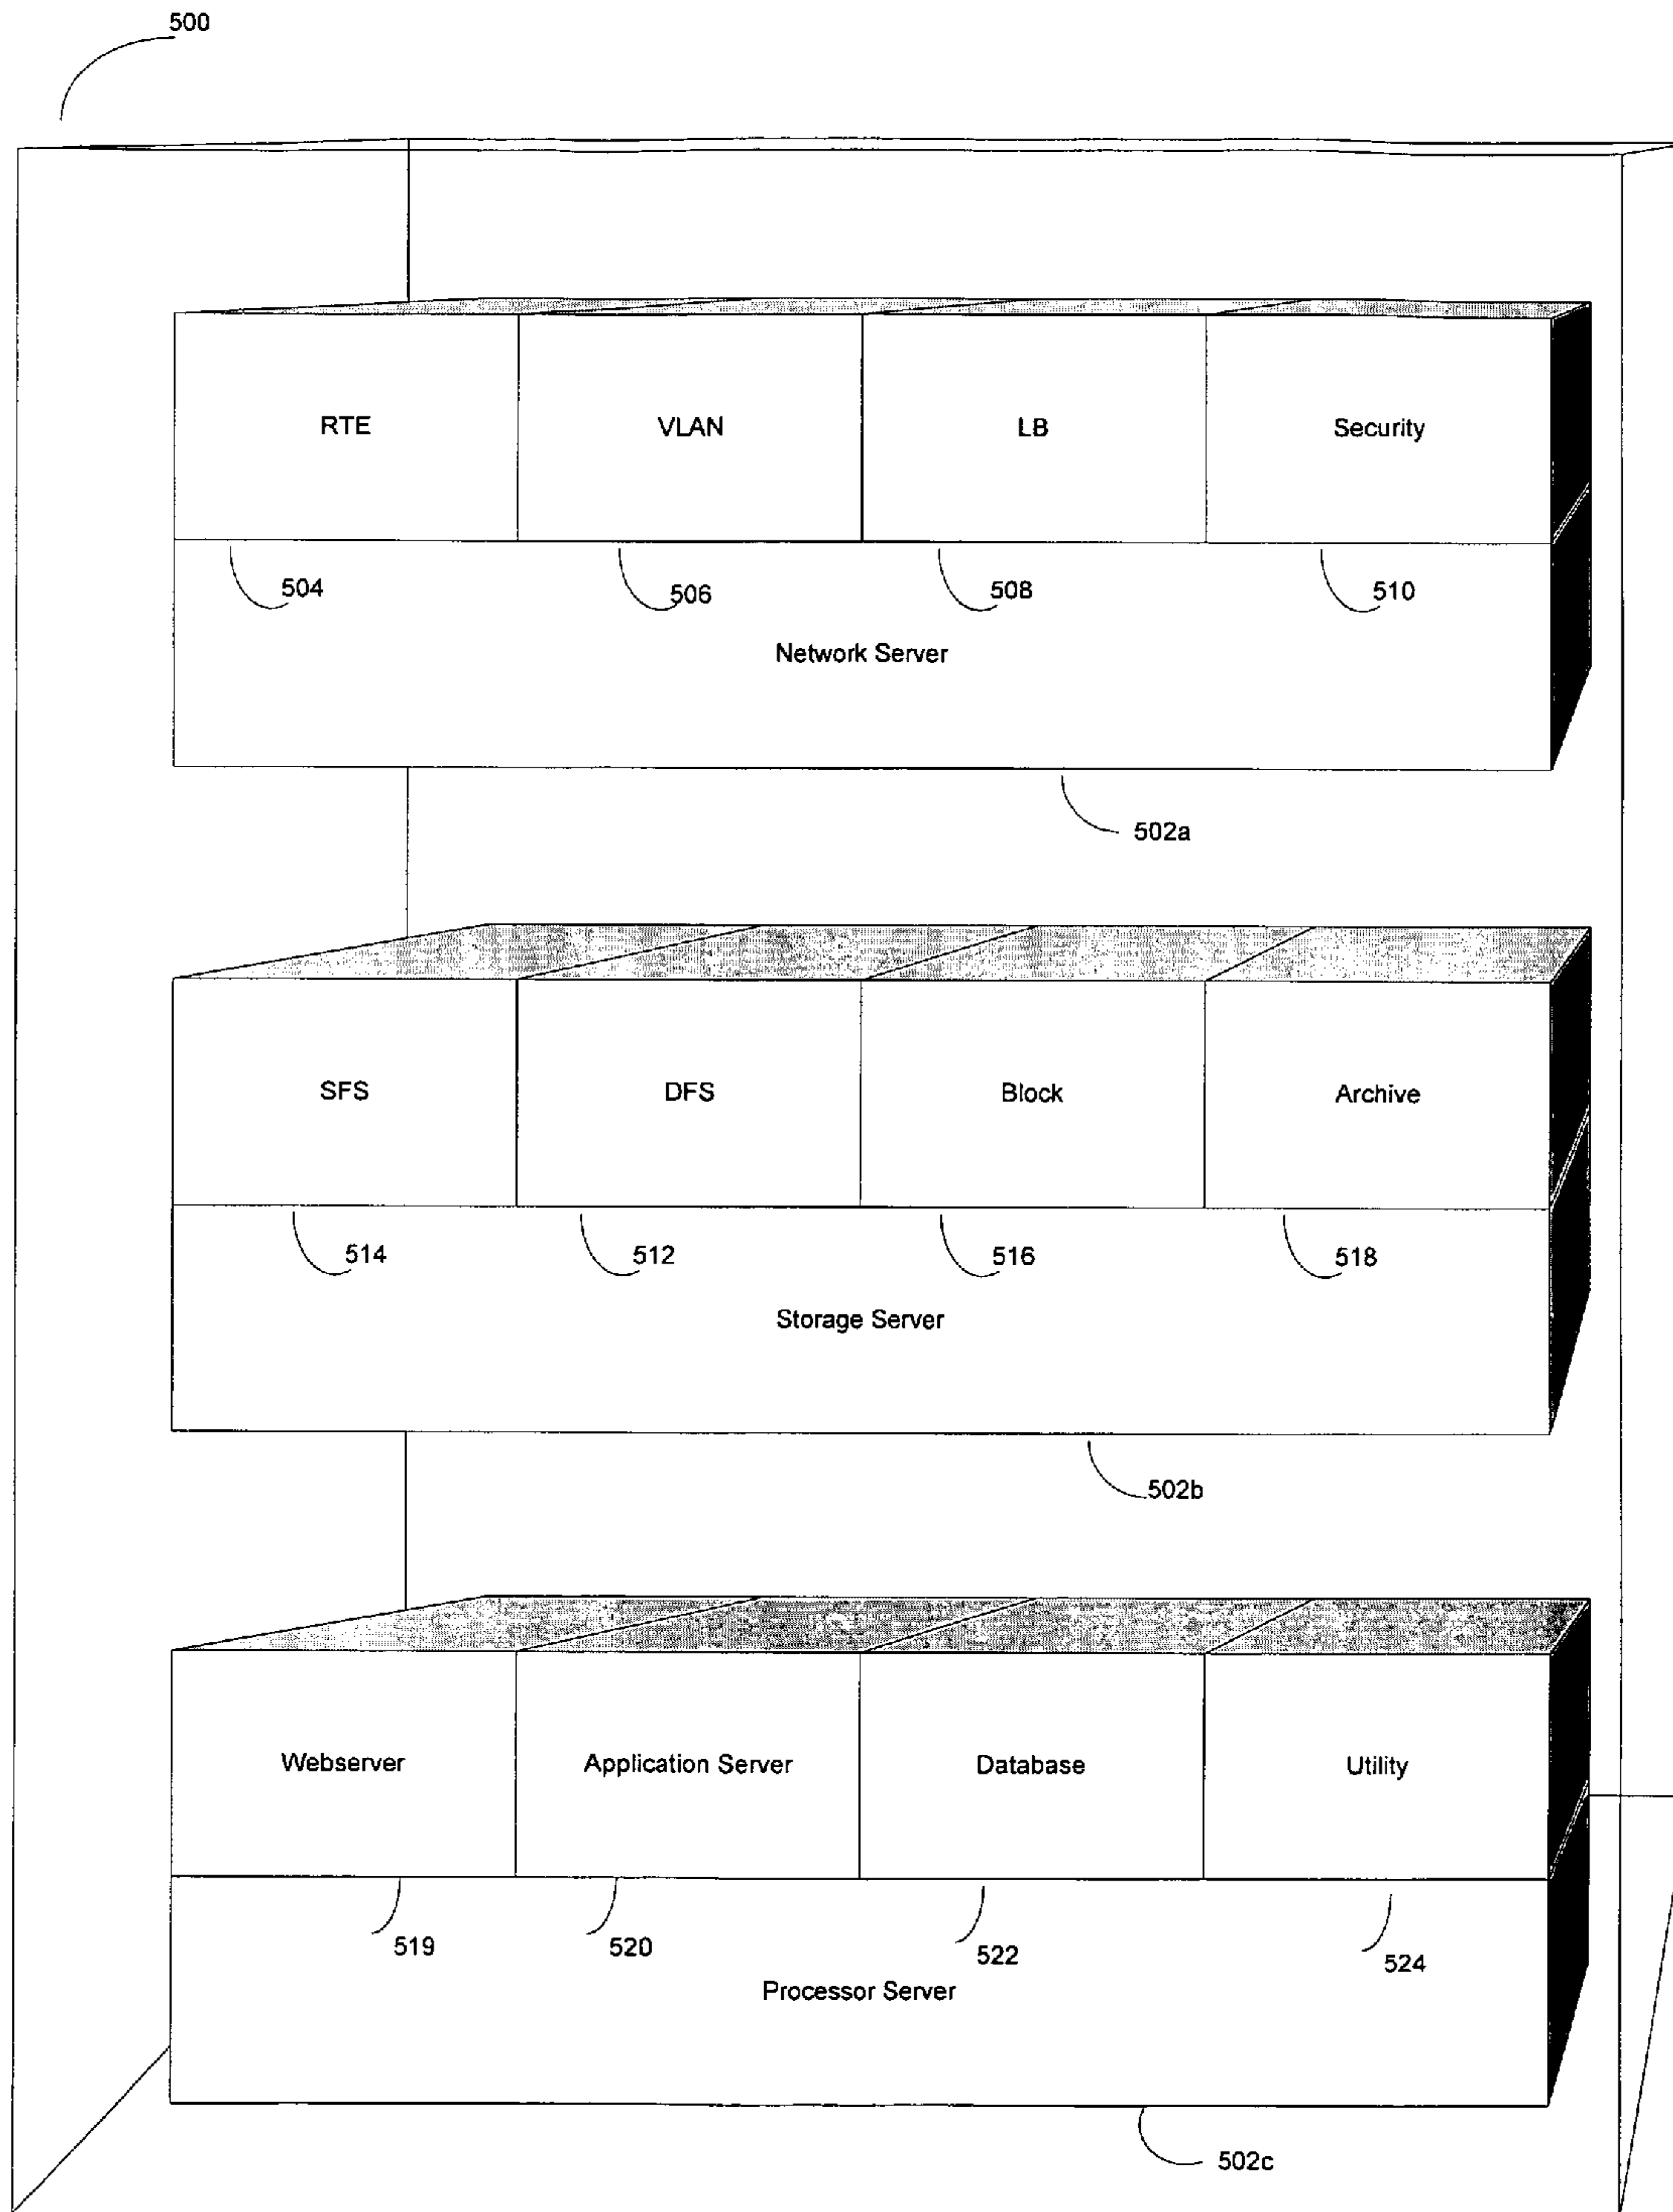 500
RTE VLAN LB Security
504 506 508 510
Network Server
502a
SFS DFS Block Archive
514 512 516 518
Storage Server
502b
Webserver Application Server Database Utility
519 520 522 524
Processor Server
502c